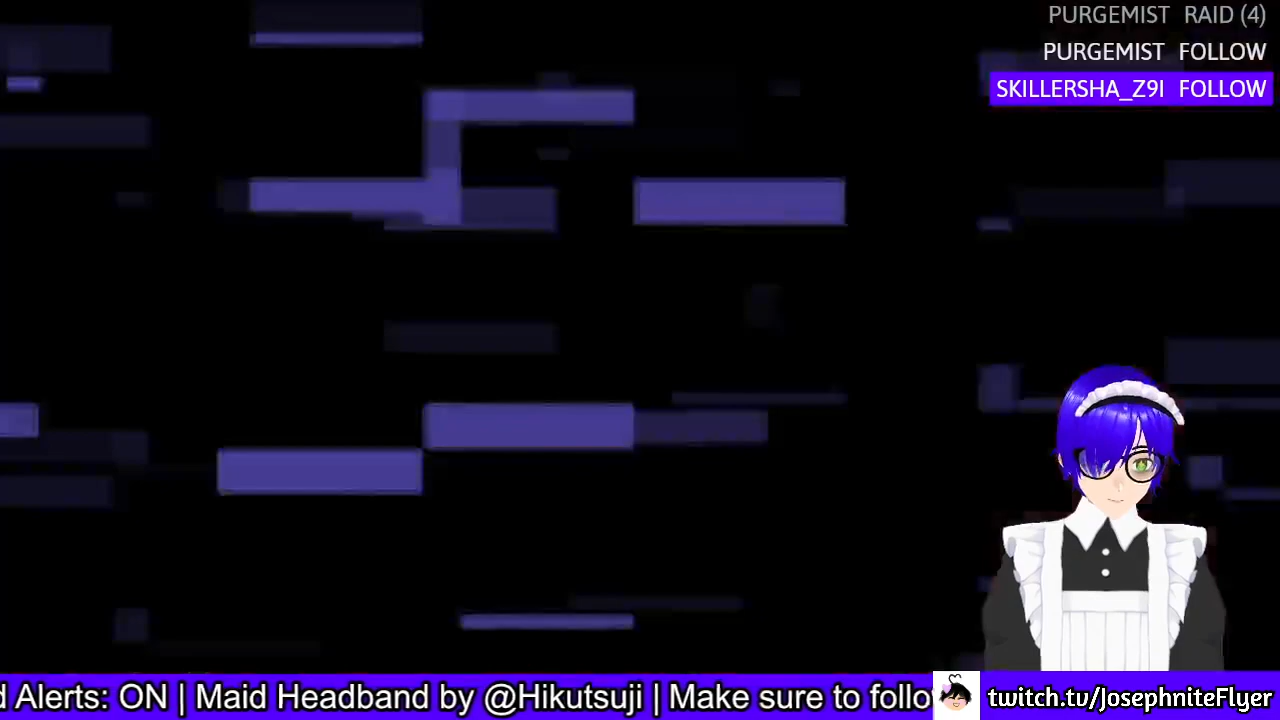 PURGEMIST RAID (4)
PURGEMIST FOLLOW
SKILLERSHA_Z9I FOLLOW
d Alerts: ON | Maid Headband by @Hikutsuji | Make sure to follo
twitch.tv/JosephniteFlyer